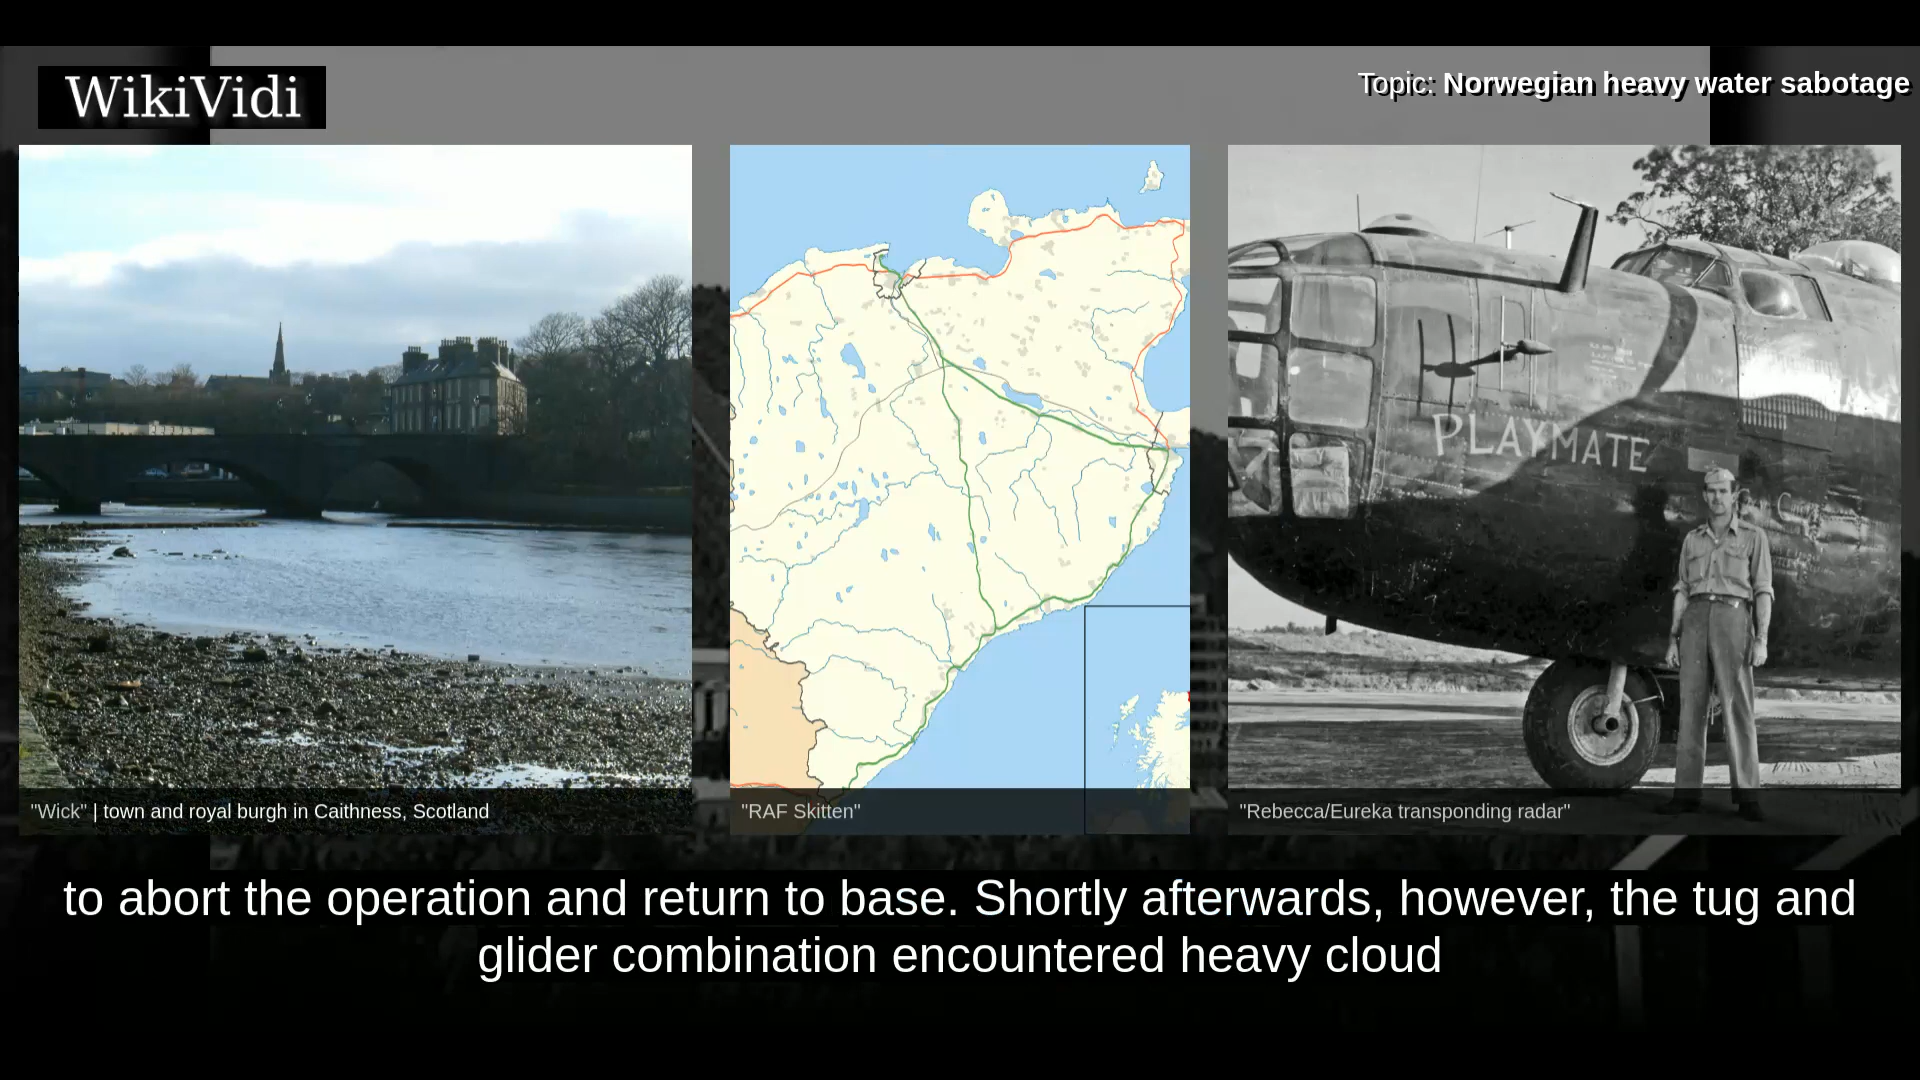 WikiVidi
Topic: Norwegian heavy water sabotage
PLAYMATE
"Wick" | town and royal burgh in Caithness, Scotland
"RAF Skitten"
"Rebecca/Eureka transponding radar"
to abort the operation and return to base. Shortly afterwards, however, the tug and
glider combination encountered heavy cloud